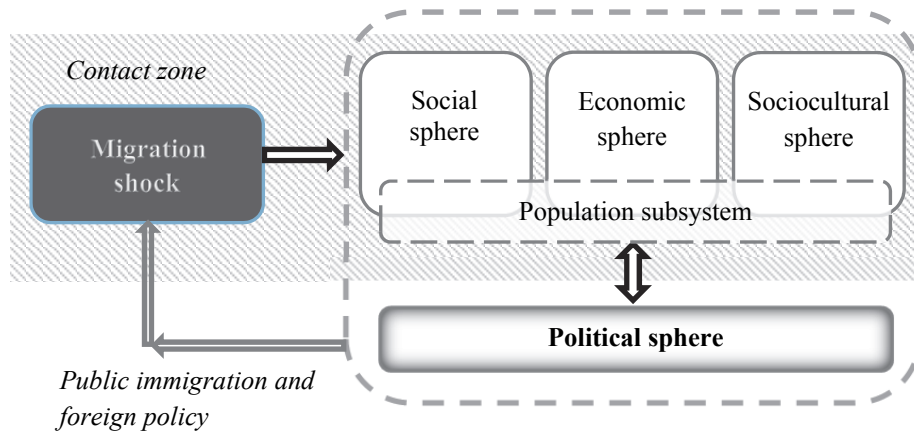 Contact zone
Migration
shock
Social
sphere
Economic
sphere
Sociocultural
sphere
Population subsystem
Political sphere
Public immigration and
foreign policy